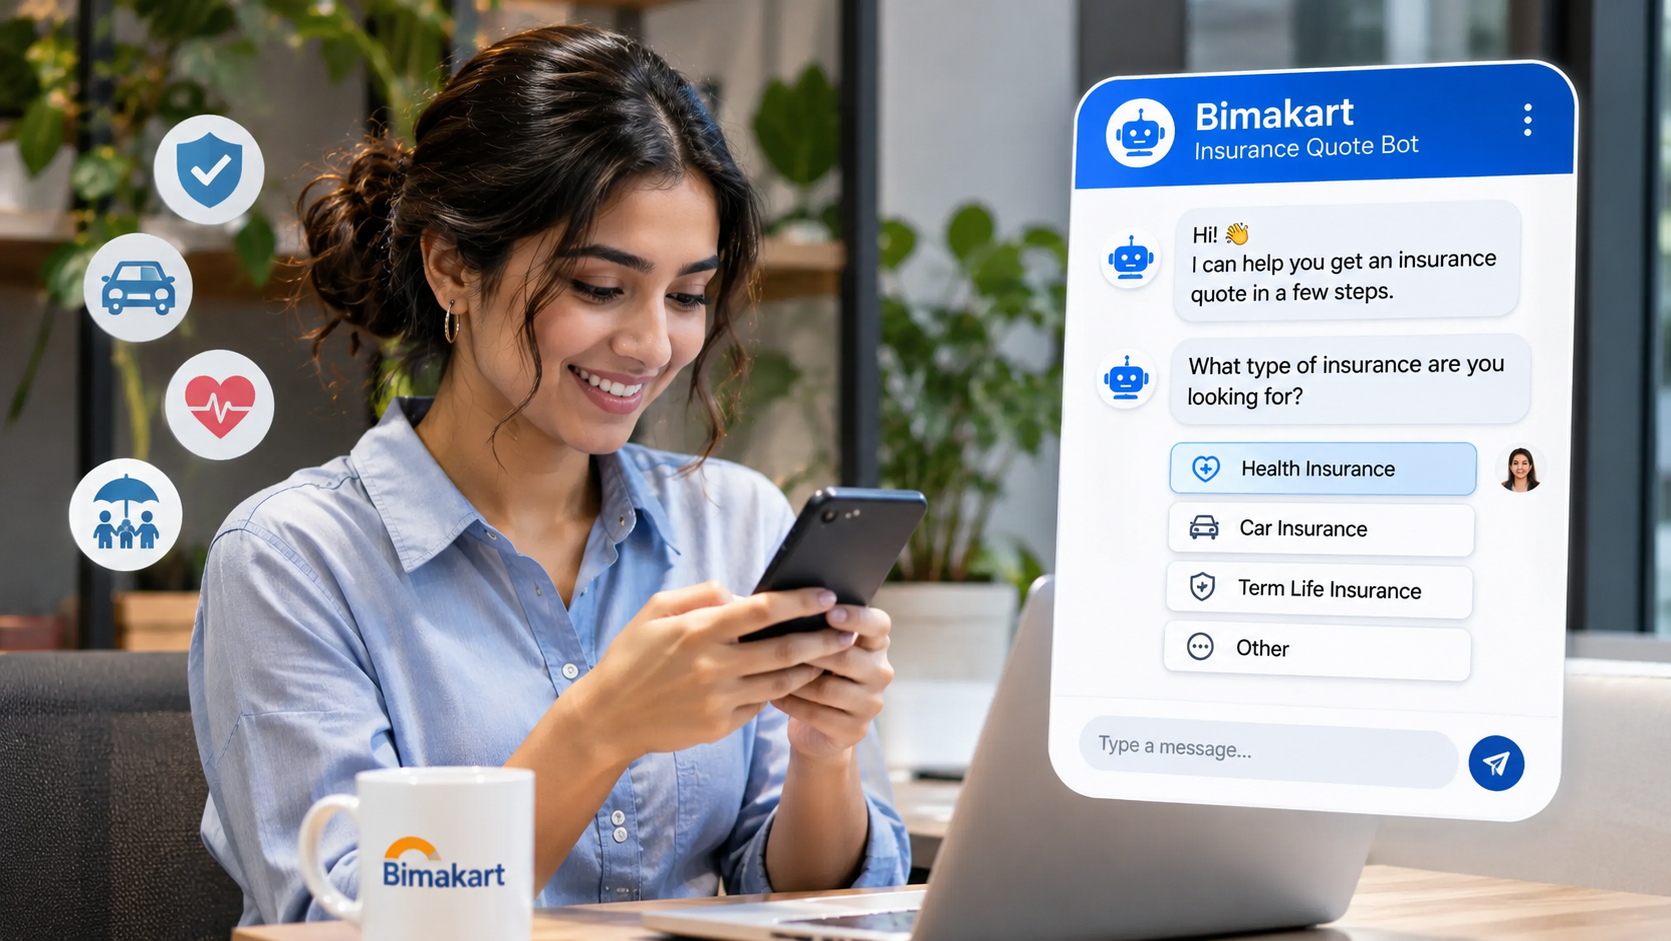 Bimakart
Insurance Quote Bot
Hi! 👋
I can help you get an insurance
quote in a few steps.
What type of insurance are you
looking for?
Health Insurance
Car Insurance
Term Life Insurance
Other
Type a message...
Bimakart